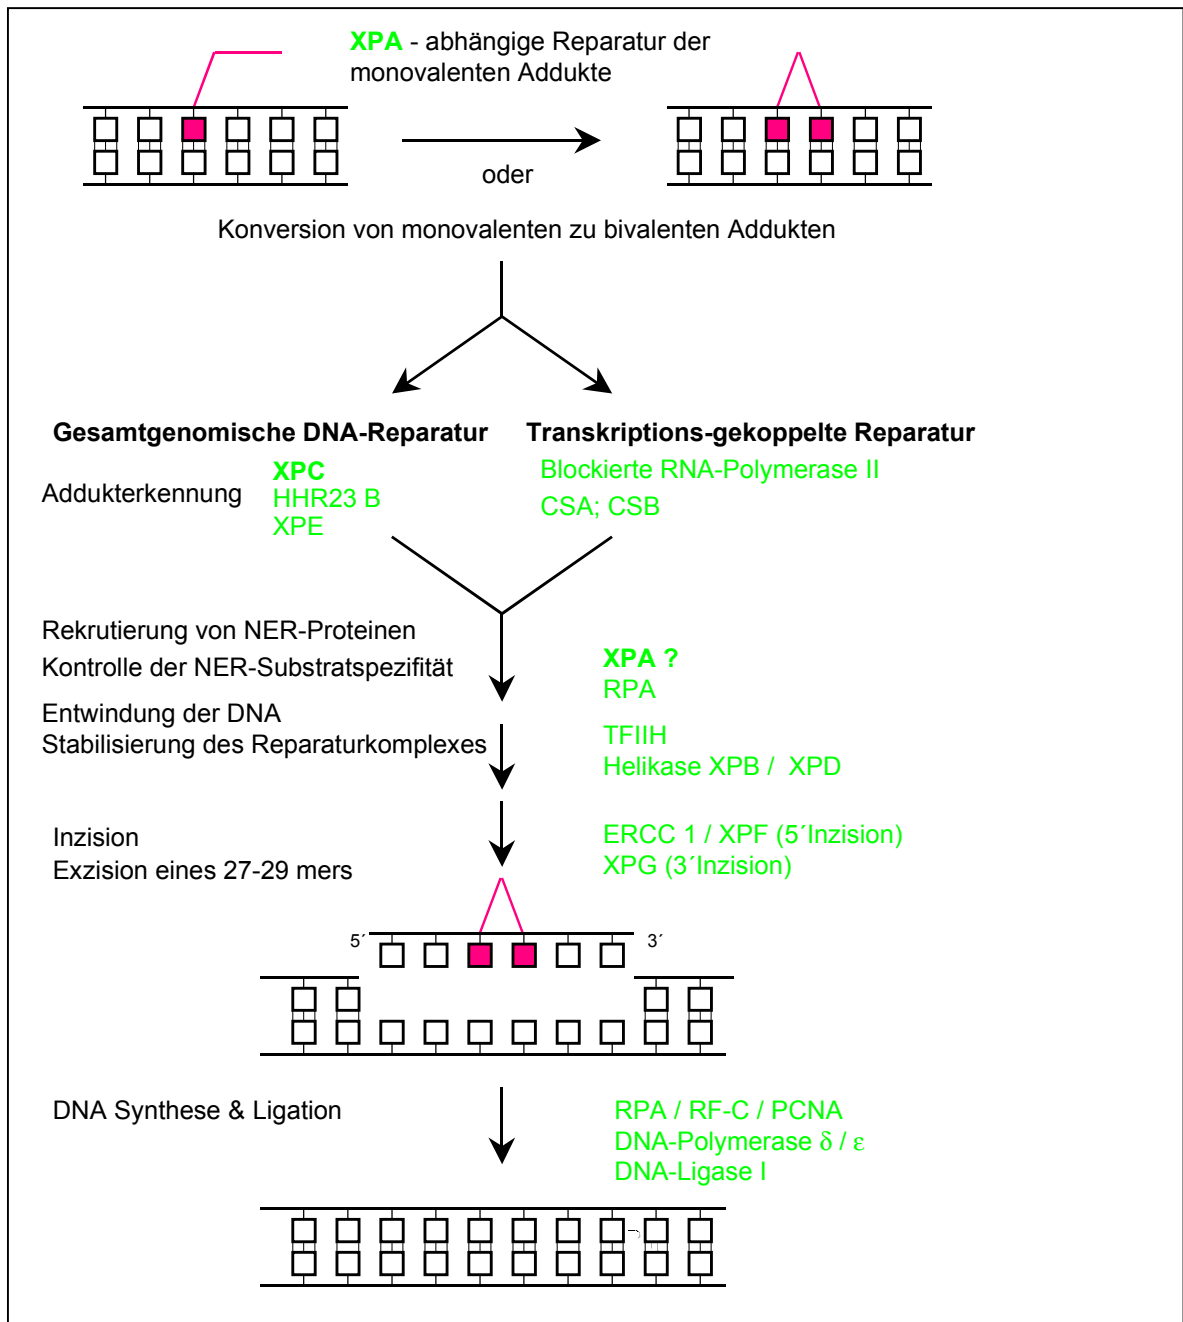 XPA - abhängige Reparatur der
monovalenten Addukte
oder
Konversion von monovalenten zu bivalenten Addukten
Gesamtgenomische DNA-Reparatur
Transkriptions-gekoppelte Reparatur
Addukterkennung
XPC
HHR23 B
XPE
Blockierte RNA-Polymerase II
CSA; CSB
Rekrutierung von NER-Proteinen
Kontrolle der NER-Substratspezifität
XPA ?
RPA
Entwindung der DNA
Stabilisierung des Reparaturkomplexes
TFIIH
Helikase XPB / XPD
Inzision
Exzision eines 27-29 mers
ERCC 1 / XPF (5´Inzision)
XPG (3´Inzision)
5´
3´
DNA Synthese & Ligation
RPA / RF-C / PCNA
DNA-Polymerase δ / ε
DNA-Ligase I